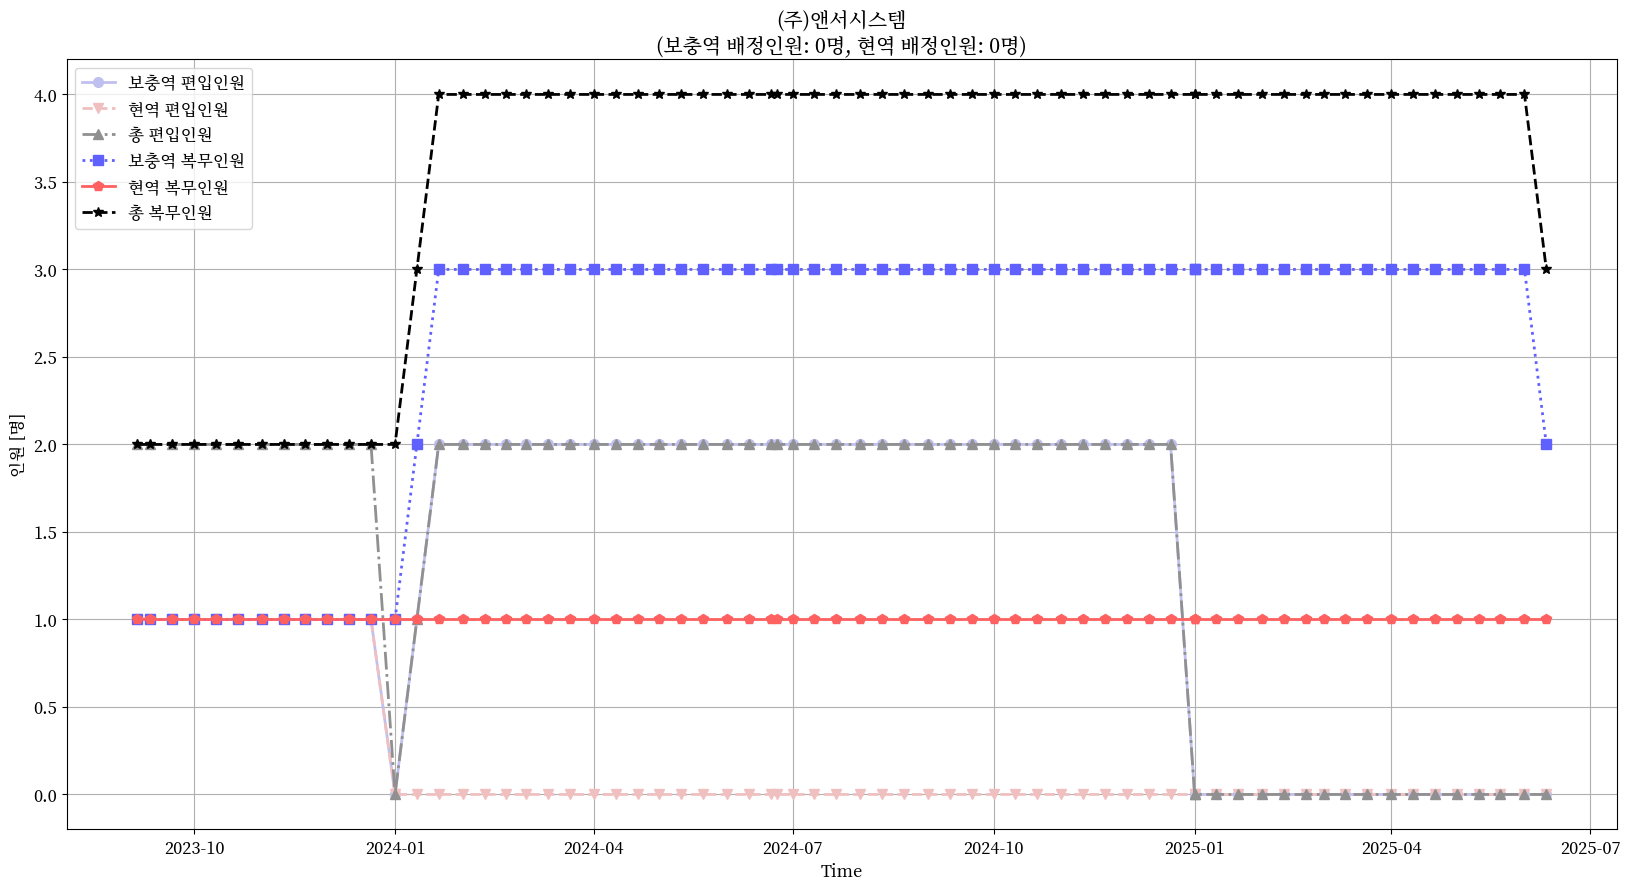 (주)앤서시스템
(보충역 배정인원: 0명, 현역 배정인원: 0명)
보충역 편입인원
현역 편입인원
총 편입인원
보충역 복무인원
현역 복무인원
총 복무인원
인원 [명]
4.0
3.5
3.0
2.5
2.0
1.5
1.0
0.5
0.0
2023-10
2024-01
2024-04
2024-07
2024-10
2025-01
2025-04
2025-07
Time